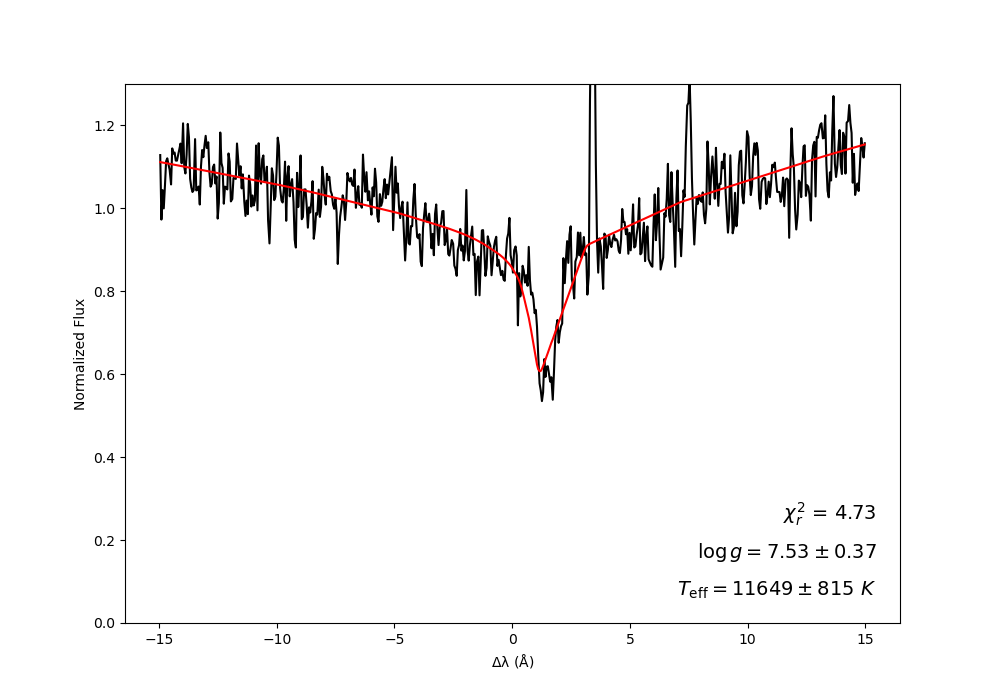 1.2
1.0
0.8
0.6
0.4
0.2
0.0
Normalized Flux
χ²ᵣ = 4.73
log g = 7.53 ± 0.37
T_eff = 11649 ± 815 K
−15 −10 −5 0 5 10 15
Δλ (Å)